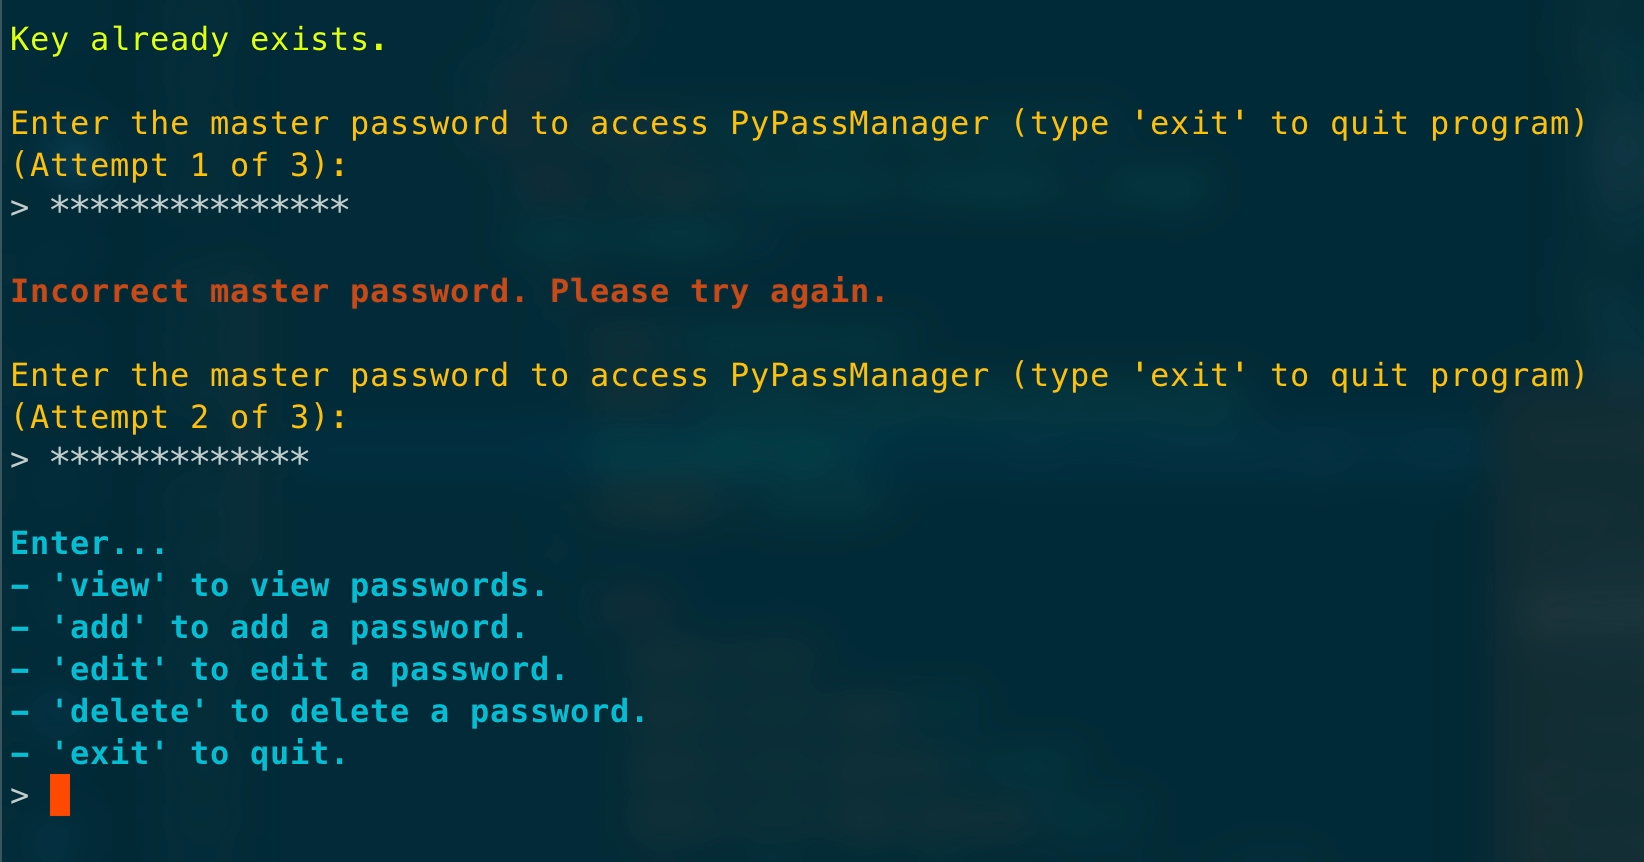 Key already exists.
Enter the master password to access PyPassManager (type 'exit' to quit program)
(Attempt 1 of 3):
> ***************
Incorrect master password. Please try again.
Enter the master password to access PyPassManager (type 'exit' to quit program)
(Attempt 2 of 3):
> *************
Enter...
- 'view' to view passwords.
- 'add' to add a password.
- 'edit' to edit a password.
- 'delete' to delete a password.
- 'exit' to quit.
>